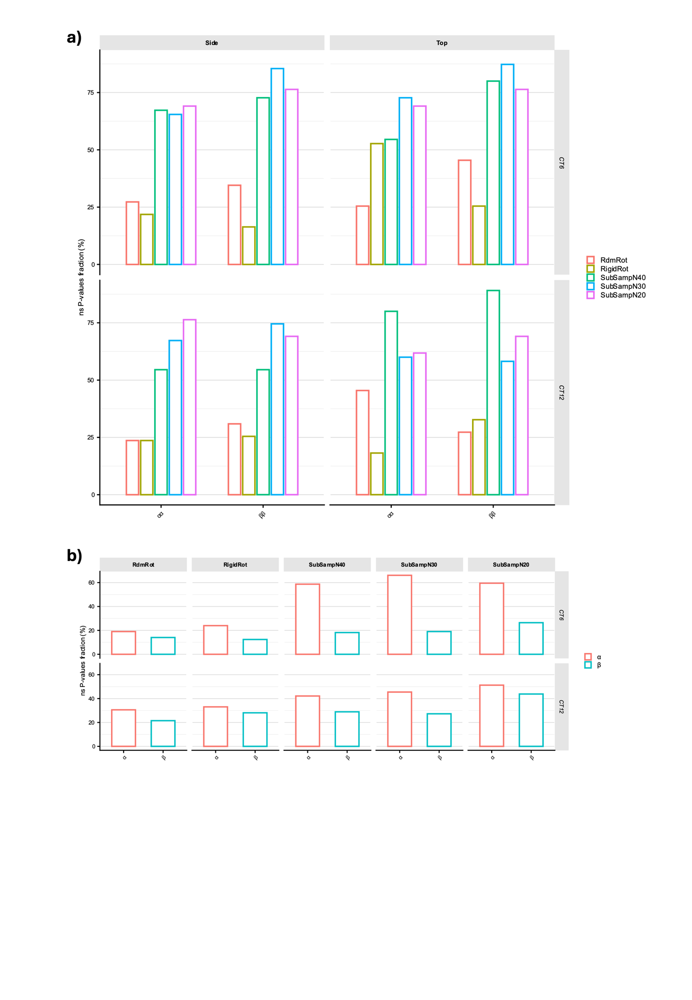 a)
Side
Top
75
50
25
0
CT6
ns P-values fraction (%)
RdmRot
RigidRot
SubSampN40
SubSampN30
SubSampN20
75
50
25
0
CT12
αα
ββ
αα
ββ
b)
RdmRot
RigidRot
SubSampN40
SubSampN30
SubSampN20
60
40
20
0
CT6
ns P-values fraction (%)
α
β
60
40
20
0
CT12
α
β
α
β
α
β
α
β
α
β